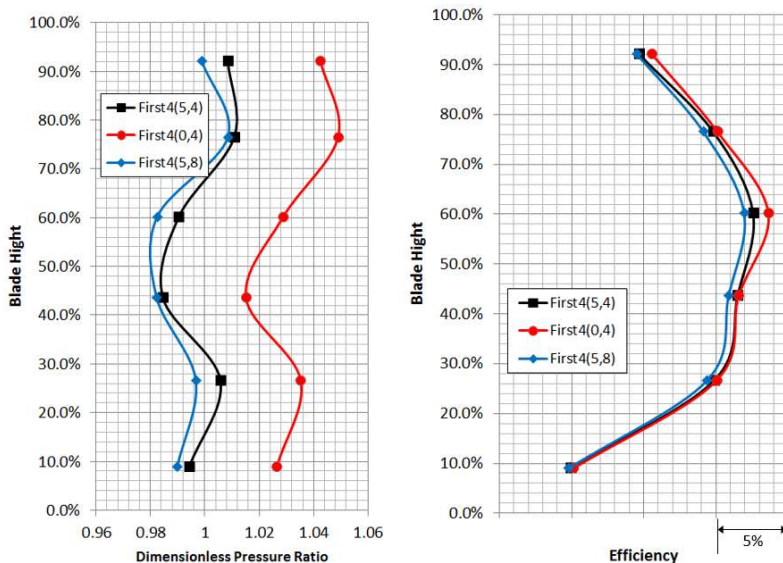 100.0%
90.0%
80.0%
70.0%
60.0%
50.0%
40.0%
30.0%
20.0%
10.0%
0.0%
Blade Hight
First4(5,4)
First4(0,4)
First4(5,8)
0.96 0.98 1 1.02 1.04 1.06
Dimensionless Pressure Ratio
100.0%
90.0%
80.0%
70.0%
60.0%
50.0%
40.0%
30.0%
20.0%
10.0%
0.0%
Blade Hight
First4(5,4)
First4(0,4)
First4(5,8)
5%
Efficiency